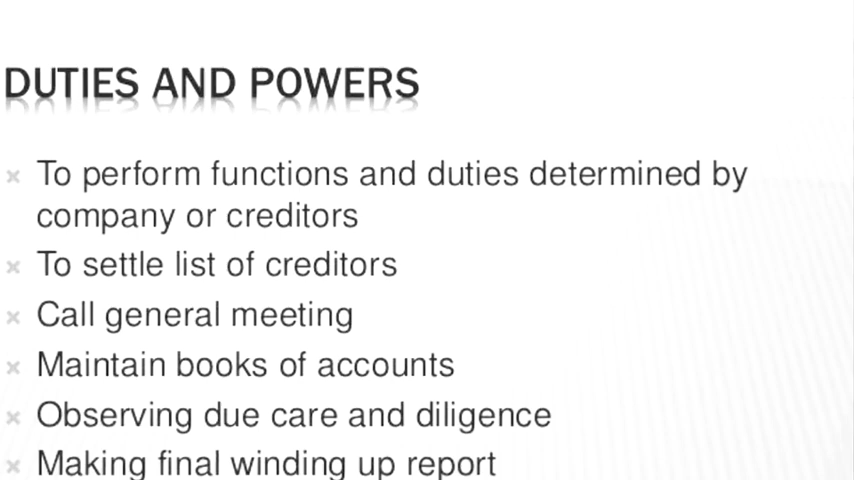 DUTIES AND POWERS
To perform functions and duties determined by
company or creditors
To settle list of creditors
Call general meeting
Maintain books of accounts
Observing due care and diligence
Making final winding up report